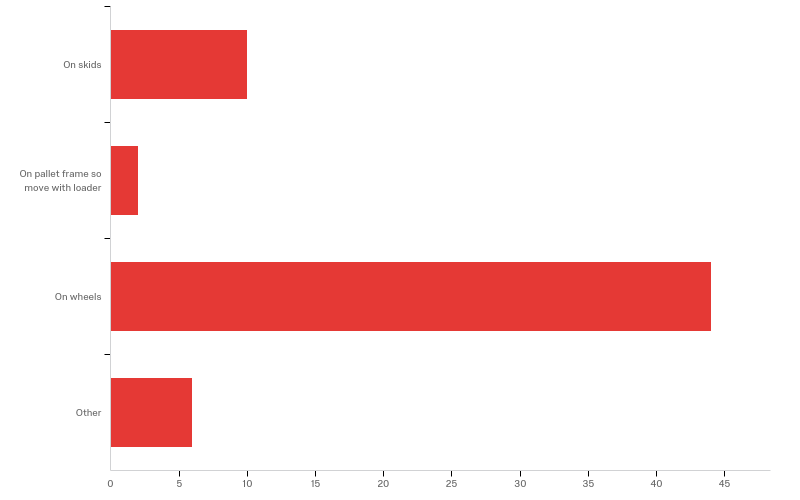 On skids
On pallet frame so
move with loader
On wheels
Other
0 5 10 15 20 25 30 35 40 45